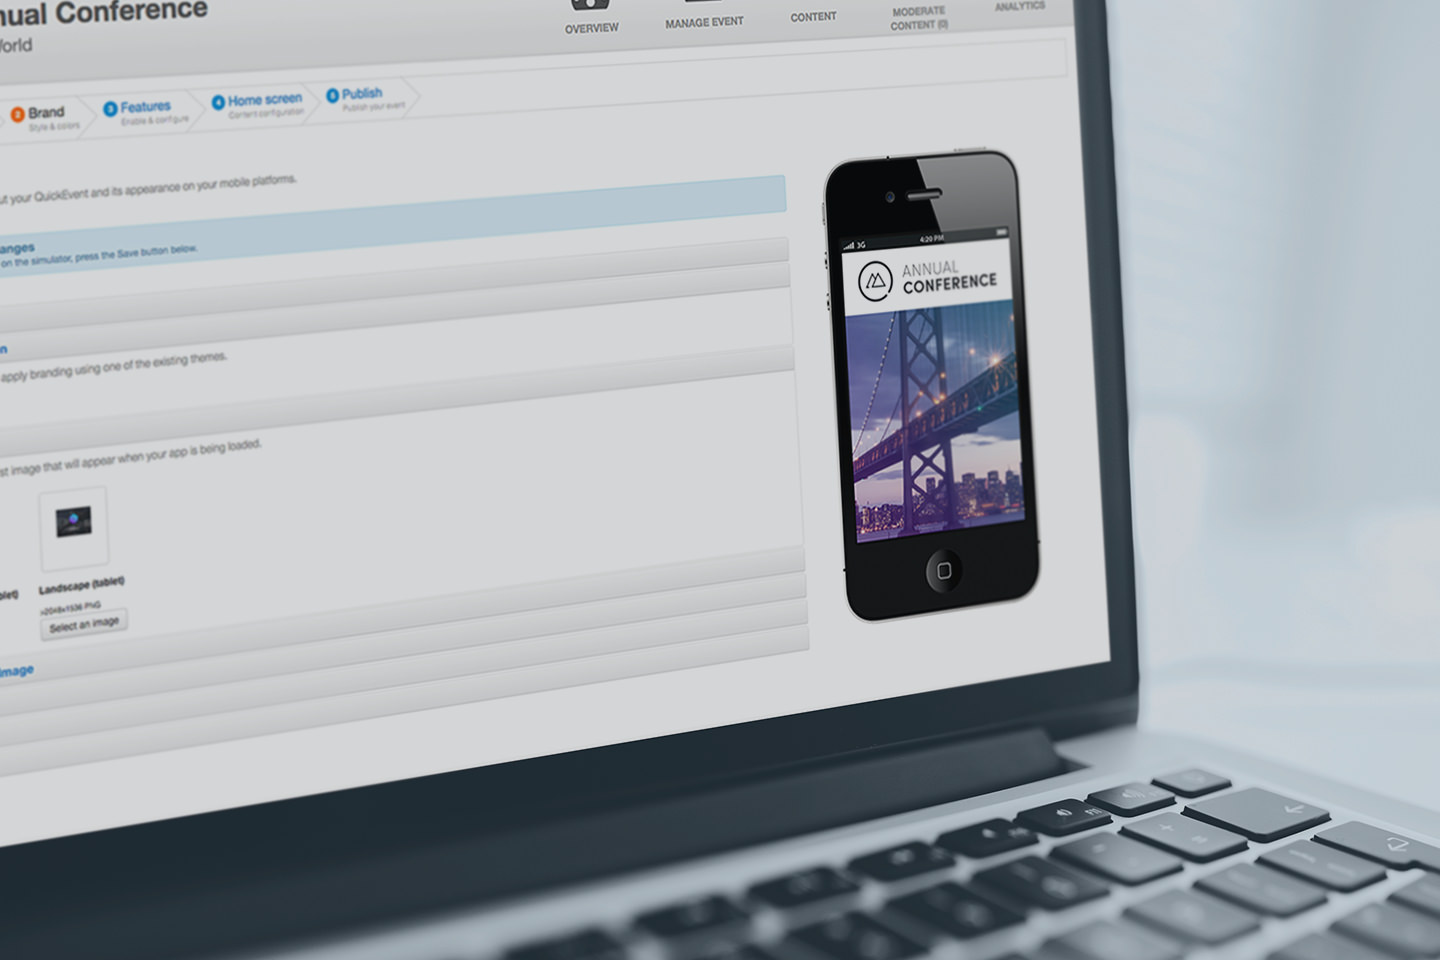 nual Conference
World
OVERVIEW
MANAGE EVENT
CONTENT
MODERATE
CONTENT (0)
ANALYTICS
2 Brand
Style & colors
3 Features
Enable & configure
4 Home screen
Content configuration
5 Publish
Publish your event
ut your QuickEvent and its appearance on your mobile platforms.
anges
on the simulator, press the Save button below.
n
apply branding using one of the existing themes.
st image that will appear when your app is being loaded.
blet)
Landscape (tablet)
>2048x1536 PNG
Select an image
image
3G
4:20 PM
ANNUAL
CONFERENCE